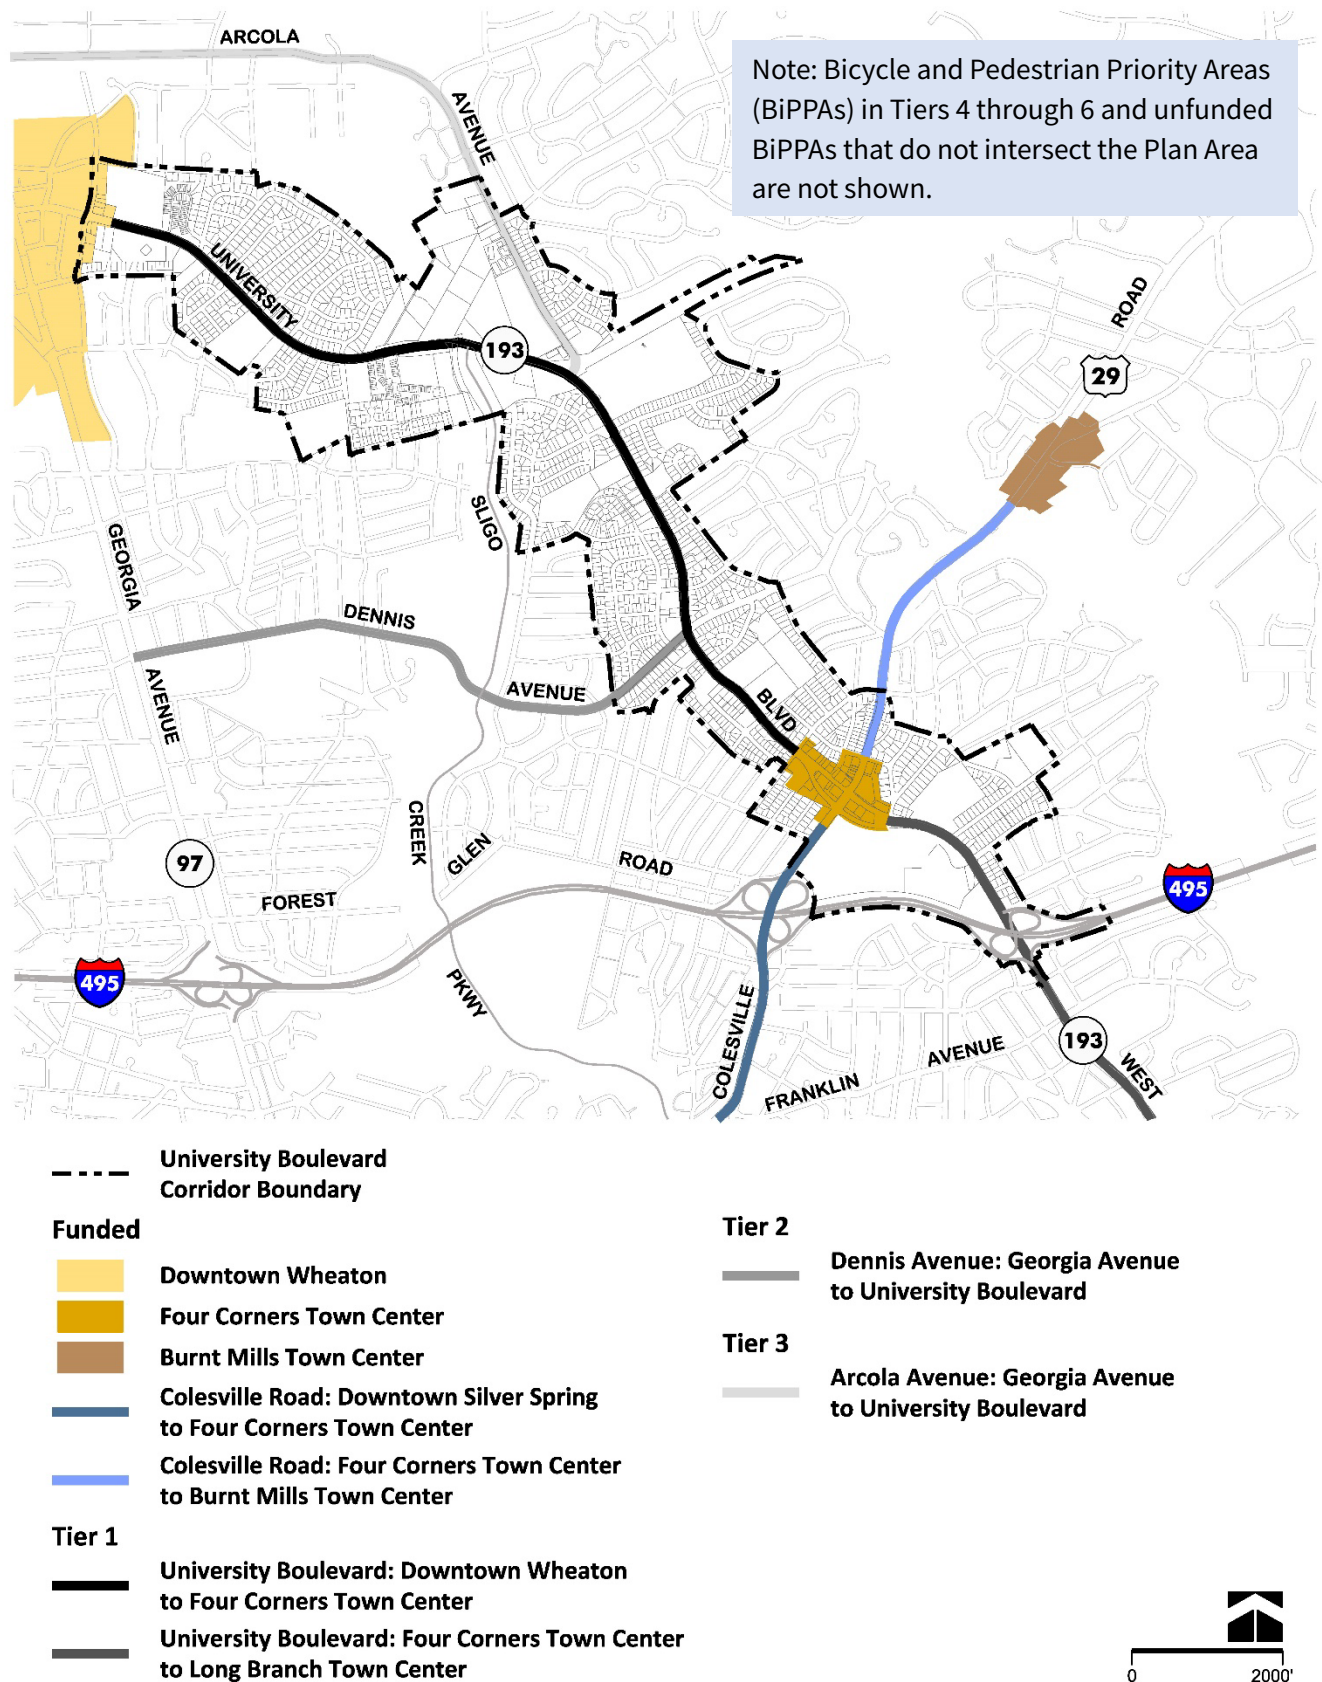 ARCOLA
AVENUE
Note: Bicycle and Pedestrian Priority Areas
(BiPPAs) in Tiers 4 through 6 and unfunded
BiPPAs that do not intersect the Plan Area
are not shown.
UNIVERSITY
193
ROAD
29
SLIGO
GEORGIA
DENNIS
AVENUE
AVENUE
BLVD
CREEK
GLEN
ROAD
97
FOREST
495
495
PKWY
COLESVILLE
FRANKLIN
AVENUE
193
WEST
University Boulevard
Corridor Boundary
Funded
Downtown Wheaton
Four Corners Town Center
Burnt Mills Town Center
Colesville Road: Downtown Silver Spring
to Four Corners Town Center
Colesville Road: Four Corners Town Center
to Burnt Mills Town Center
Tier 1
University Boulevard: Downtown Wheaton
to Four Corners Town Center
University Boulevard: Four Corners Town Center
to Long Branch Town Center
Tier 2
Dennis Avenue: Georgia Avenue
to University Boulevard
Tier 3
Arcola Avenue: Georgia Avenue
to University Boulevard
0 2000'